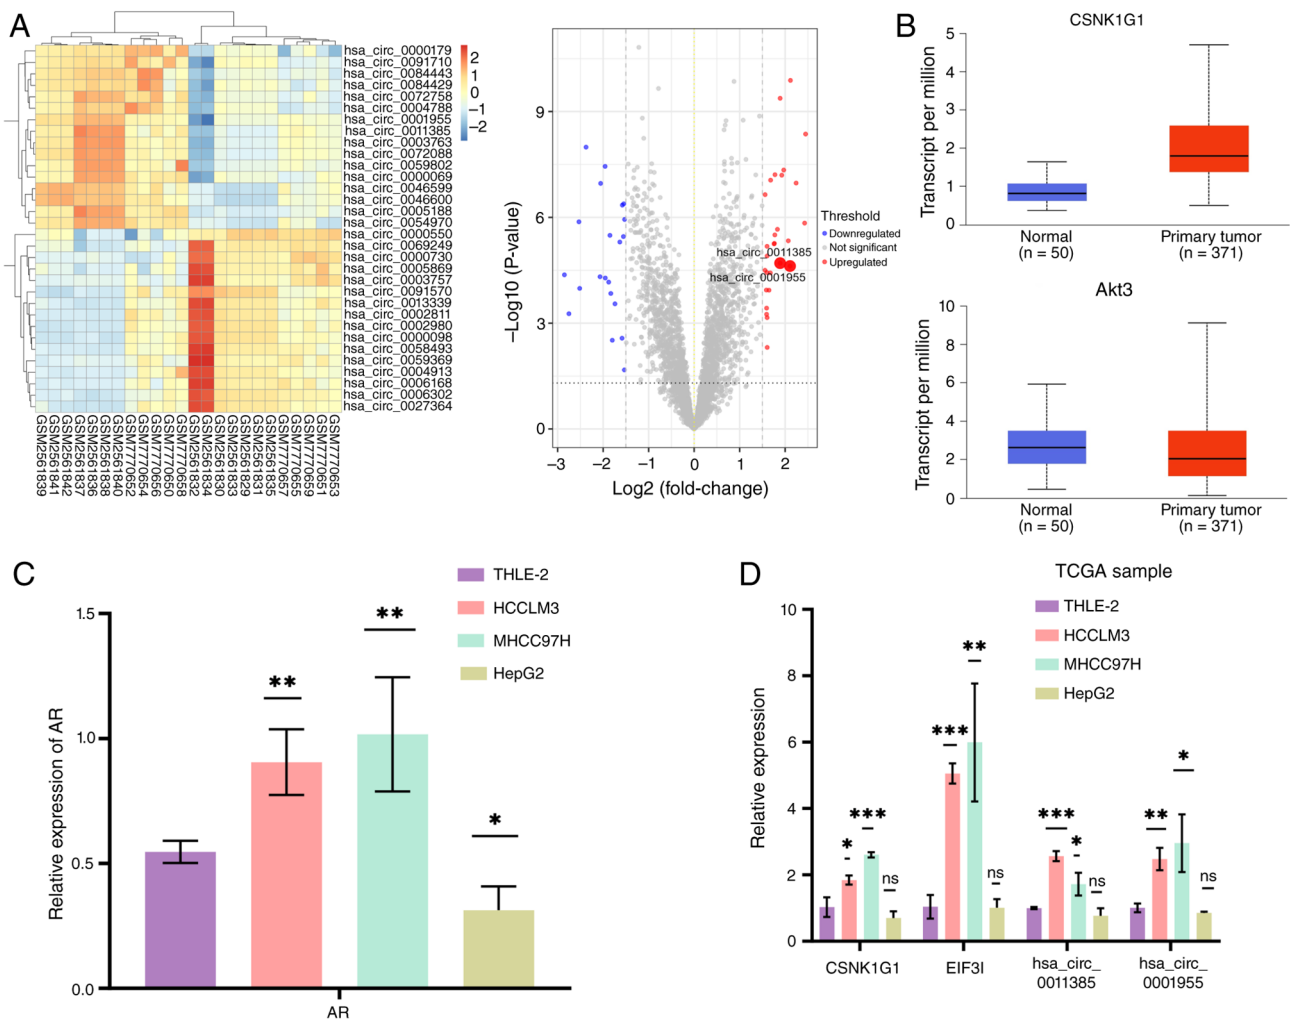 A
hsa_circ_0000179
hsa_circ_0091710
hsa_circ_0084443
hsa_circ_0084429
hsa_circ_0072758
hsa_circ_0004788
hsa_circ_0001955
hsa_circ_0011385
hsa_circ_0003763
hsa_circ_0072088
hsa_circ_0059802
hsa_circ_0000069
hsa_circ_0046599
hsa_circ_0046600
hsa_circ_0005188
hsa_circ_0054970
hsa_circ_0000550
hsa_circ_0069249
hsa_circ_0000730
hsa_circ_0005869
hsa_circ_0003757
hsa_circ_0091570
hsa_circ_0013339
hsa_circ_0002811
hsa_circ_0002980
hsa_circ_0000098
hsa_circ_0058493
hsa_circ_0059369
hsa_circ_0004913
hsa_circ_0006168
hsa_circ_0006302
hsa_circ_0027364
2
1
0
−1
−2
GSM2561839
GSM2561841
GSM2561842
GSM2561837
GSM2561836
GSM2561838
GSM2561840
GSM7770652
GSM7770654
GSM7770656
GSM7770650
GSM7770658
GSM2561832
GSM2561834
GSM2561830
GSM2561833
GSM2561829
GSM2561831
GSM2561835
GSM7770657
GSM7770655
GSM7770659
GSM7770651
GSM7770653
−Log10 (P-value)
9
6
3
0
−3
−2
−1
0
1
2
Log2 (fold-change)
hsa_circ_0011385
hsa_circ_0001955
Threshold
Downregulated
Not significant
Upregulated
B
CSNK1G1
Transcript per million
5
4
3
2
1
0
Normal
(n = 50)
Primary tumor
(n = 371)
Akt3
Transcript per million
10
8
6
4
2
0
Normal
(n = 50)
Primary tumor
(n = 371)
C
THLE-2
HCCLM3
MHCC97H
HepG2
Relative expression of AR
1.5
1.0
0.5
0.0
**
**
*
AR
D
TCGA sample
THLE-2
HCCLM3
MHCC97H
HepG2
Relative expression
10
8
6
4
2
0
*
***
ns
***
**
ns
***
*
ns
**
*
ns
CSNK1G1
EIF3I
hsa_circ_
0011385
hsa_circ_
0001955